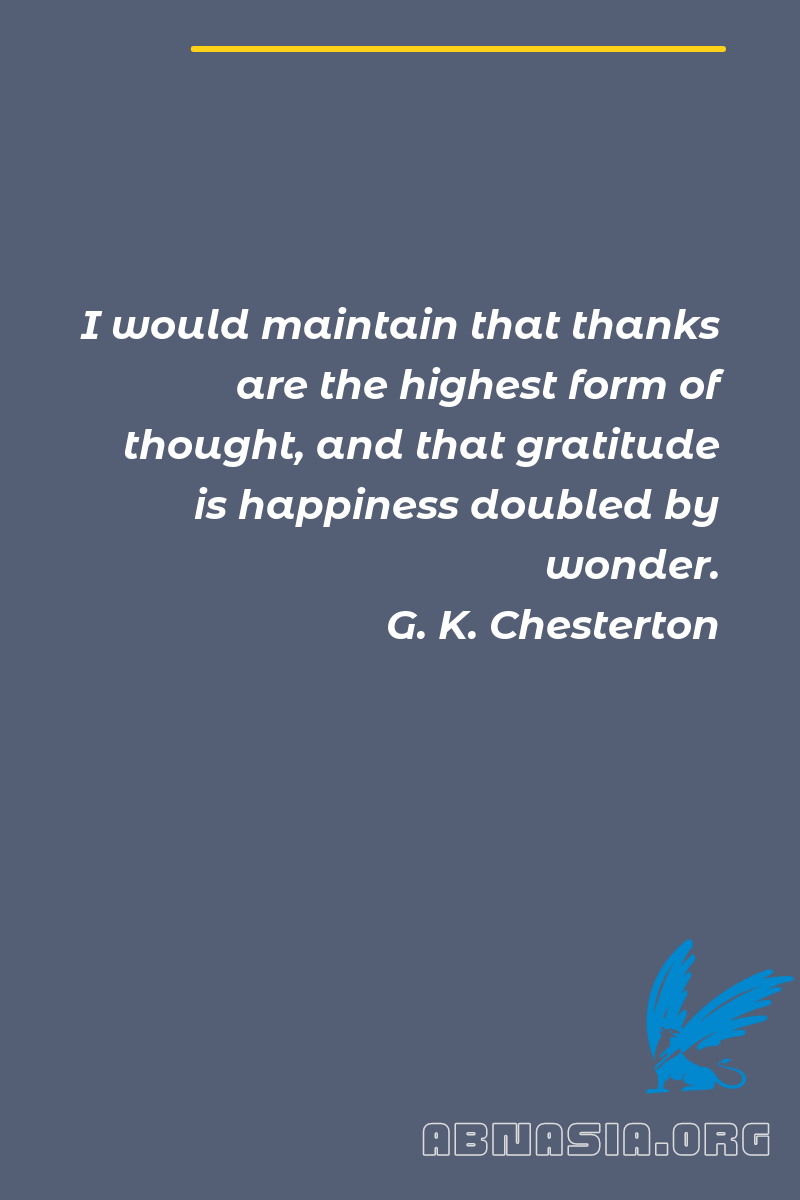 I would maintain that thanks
are the highest form of
thought, and that gratitude
is happiness doubled by
wonder.
G. K. Chesterton
ABNASIA.ORG